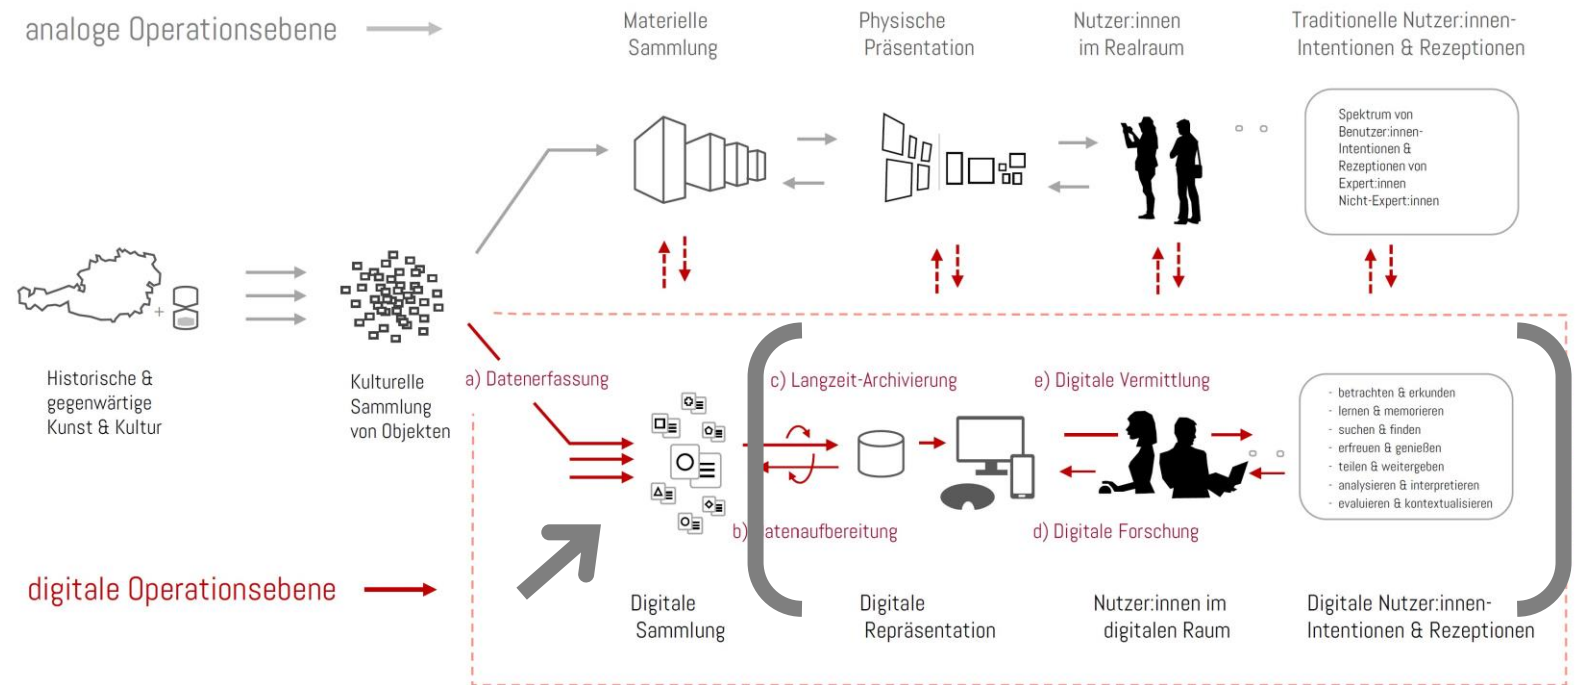 analoge Operationsebene
Materielle
Sammlung
Physische
Präsentation
Nutzer:innen
im Realraum
Traditionelle Nutzer:innen-
Intentionen & Rezeptionen
Spektrum von
Benutzer:innen-
Intentionen &
Rezeptionen von
Expert:innen
Nicht-Expert:innen
+
Historische &
gegenwärtige
Kunst & Kultur
Kulturelle
Sammlung
von Objekten
a) Datenerfassung
c) Langzeit-Archivierung
e) Digitale Vermittlung
- betrachten & erkunden
- lernen & memorieren
- suchen & finden
- erfreuen & genießen
- teilen & weitergeben
- analysieren & interpretieren
- evaluieren & kontextualisieren
b) atenaufbereitung
d) Digitale Forschung
digitale Operationsebene
Digitale
Sammlung
Digitale
Repräsentation
Nutzer:innen im
digitalen Raum
Digitale Nutzer:innen-
Intentionen & Rezeptionen